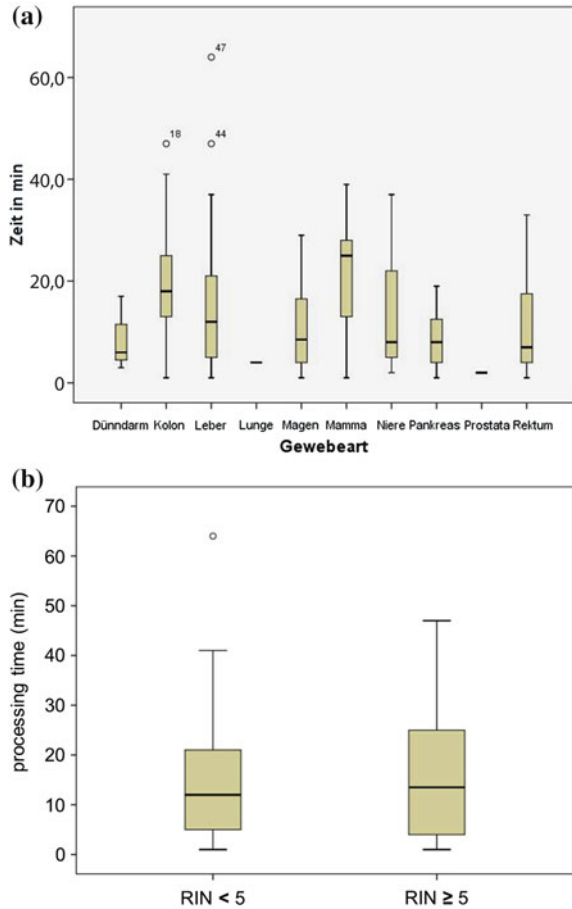 (a)
47
60,0
18
44
40,0
Zeit in min
20,0
0
Dünndarm Kolon Leber Lunge Magen Mamma Niere Pankreas Prostata Rektum
Gewebeart
(b)
70
60
50
40
30
20
10
0
processing time (min)
RIN < 5 RIN ≥ 5